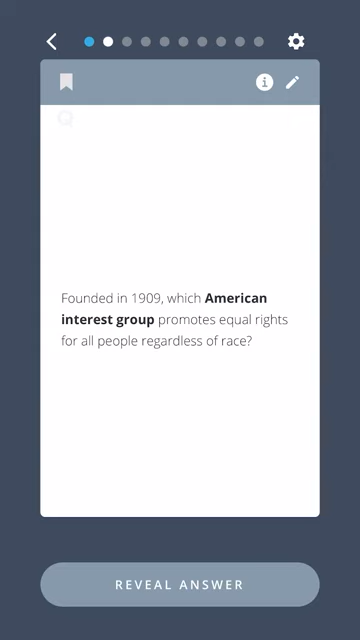 Founded in 1909, which American
interest group promotes equal rights
for all people regardless of race?
REVEAL ANSWER